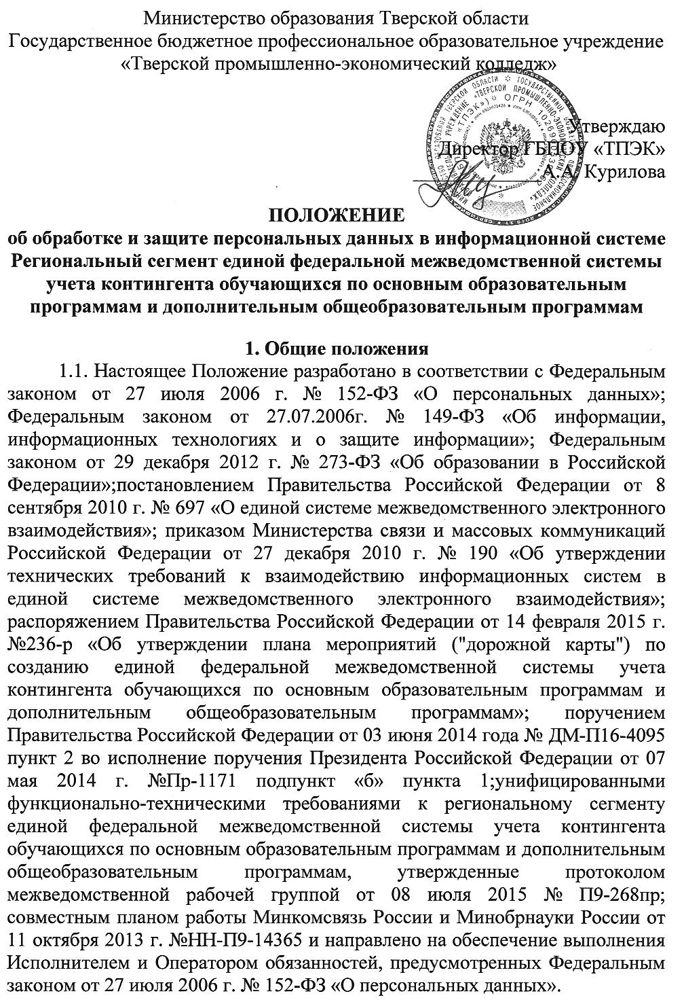 Министерство образования Тверской области
Государственное бюджетное профессиональное образовательное учреждение
«Тверской промышленно-экономический колледж»
Утверждаю
Директор ГБПОУ «ТПЭК»
А.А. Курилова
ПОЛОЖЕНИЕ
об обработке и защите персональных данных в информационной системе
Региональный сегмент единой федеральной межведомственной системы
учета контингента обучающихся по основным образовательным
программам и дополнительным общеобразовательным программам
1. Общие положения
1.1. Настоящее Положение разработано в соответствии с Федеральным
законом от 27 июля 2006 г. № 152-ФЗ «О персональных данных»;
Федеральным законом от 27.07.2006г. № 149-ФЗ «Об информации,
информационных технологиях и о защите информации»; Федеральным
законом от 29 декабря 2012 г. № 273-ФЗ «Об образовании в Российской
Федерации»;постановлением Правительства Российской Федерации от 8
сентября 2010 г. № 697 «О единой системе межведомственного электронного
взаимодействия»; приказом Министерства связи и массовых коммуникаций
Российской Федерации от 27 декабря 2010 г. № 190 «Об утверждении
технических требований к взаимодействию информационных систем в
единой системе межведомственного электронного взаимодействия»;
распоряжением Правительства Российской Федерации от 14 февраля 2015 г.
№236-р «Об утверждении плана мероприятий ("дорожной карты") по
созданию единой федеральной межведомственной системы учета
контингента обучающихся по основным образовательным программам и
дополнительным общеобразовательным программам»; поручением
Правительства Российской Федерации от 03 июня 2014 года № ДМ-П16-4095
пункт 2 во исполнение поручения Президента Российской Федерации от 07
мая 2014 г. №Пр-1171 подпункт «б» пункта 1;унифицированными
функционально-техническими требованиями к региональному сегменту
единой федеральной межведомственной системы учета контингента
обучающихся по основным образовательным программам и дополнительным
общеобразовательным программам, утвержденные протоколом
межведомственной рабочей группой от 08 июля 2015 № П9-268пр;
совместным планом работы Минкомсвязь России и Минобрнауки России от
11 октября 2013 г. №НН-П9-14365 и направлено на обеспечение выполнения
Исполнителем и Оператором обязанностей, предусмотренных Федеральным
законом от 27 июля 2006 г. № 152-ФЗ «О персональных данных».